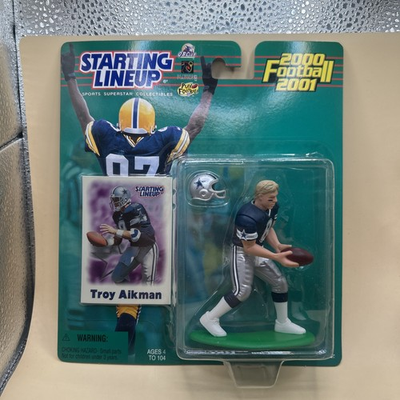 STARTING
LINEUP
SPORTS SUPERSTAR COLLECTIBLES
2000
Football
2001
97
STARTING
LINEUP
Troy Aikman
WARNING:
AGES 4
TO 104